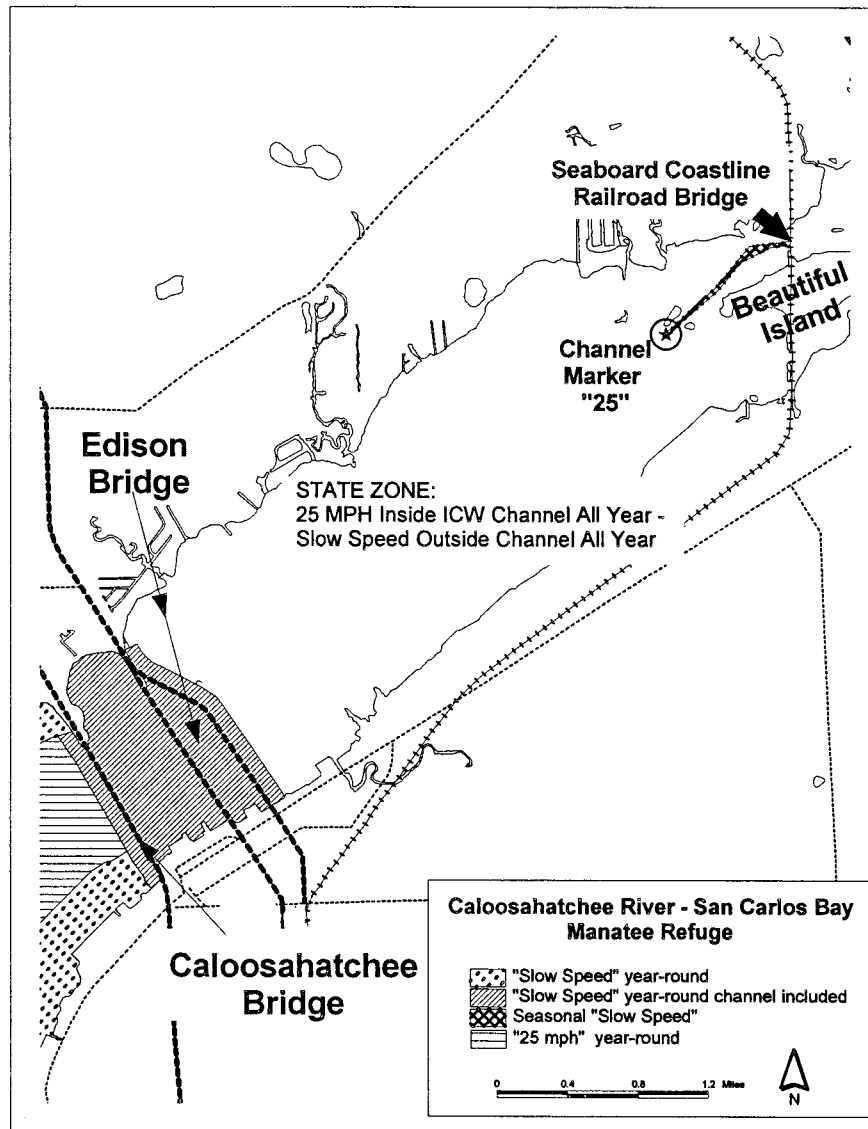 Seaboard Coastline
Railroad Bridge
Beautiful
Island
Channel
Marker
"25"
Edison
Bridge
STATE ZONE:
25 MPH Inside ICW Channel All Year -
Slow Speed Outside Channel All Year
Caloosahatchee
Bridge
Caloosahatchee River - San Carlos Bay
Manatee Refuge
"Slow Speed" year-round
"Slow Speed" year-round channel included
Seasonal "Slow Speed"
"25 mph" year-round
0 0.4 0.8 1.2 Miles
N